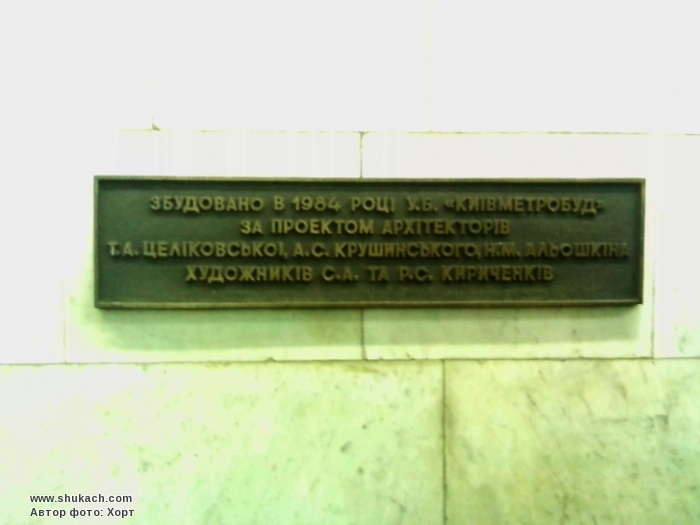 ЗБУДОВАНО В 1984 РОЦІ У.Б. «КИЇВМЕТРОБУД»
ЗА ПРОЕКТОМ АРХІТЕКТОРІВ
Т.А. ЦЕЛІКОВСЬКОЇ, А.С. КРУШИНСЬКОГО, Н.М. АЛЬОШКІНА
ХУДОЖНИКІВ С.А. ТА Р.С. КИРИЧЕНКІВ
www.shukach.com
Автор фото: Хорт